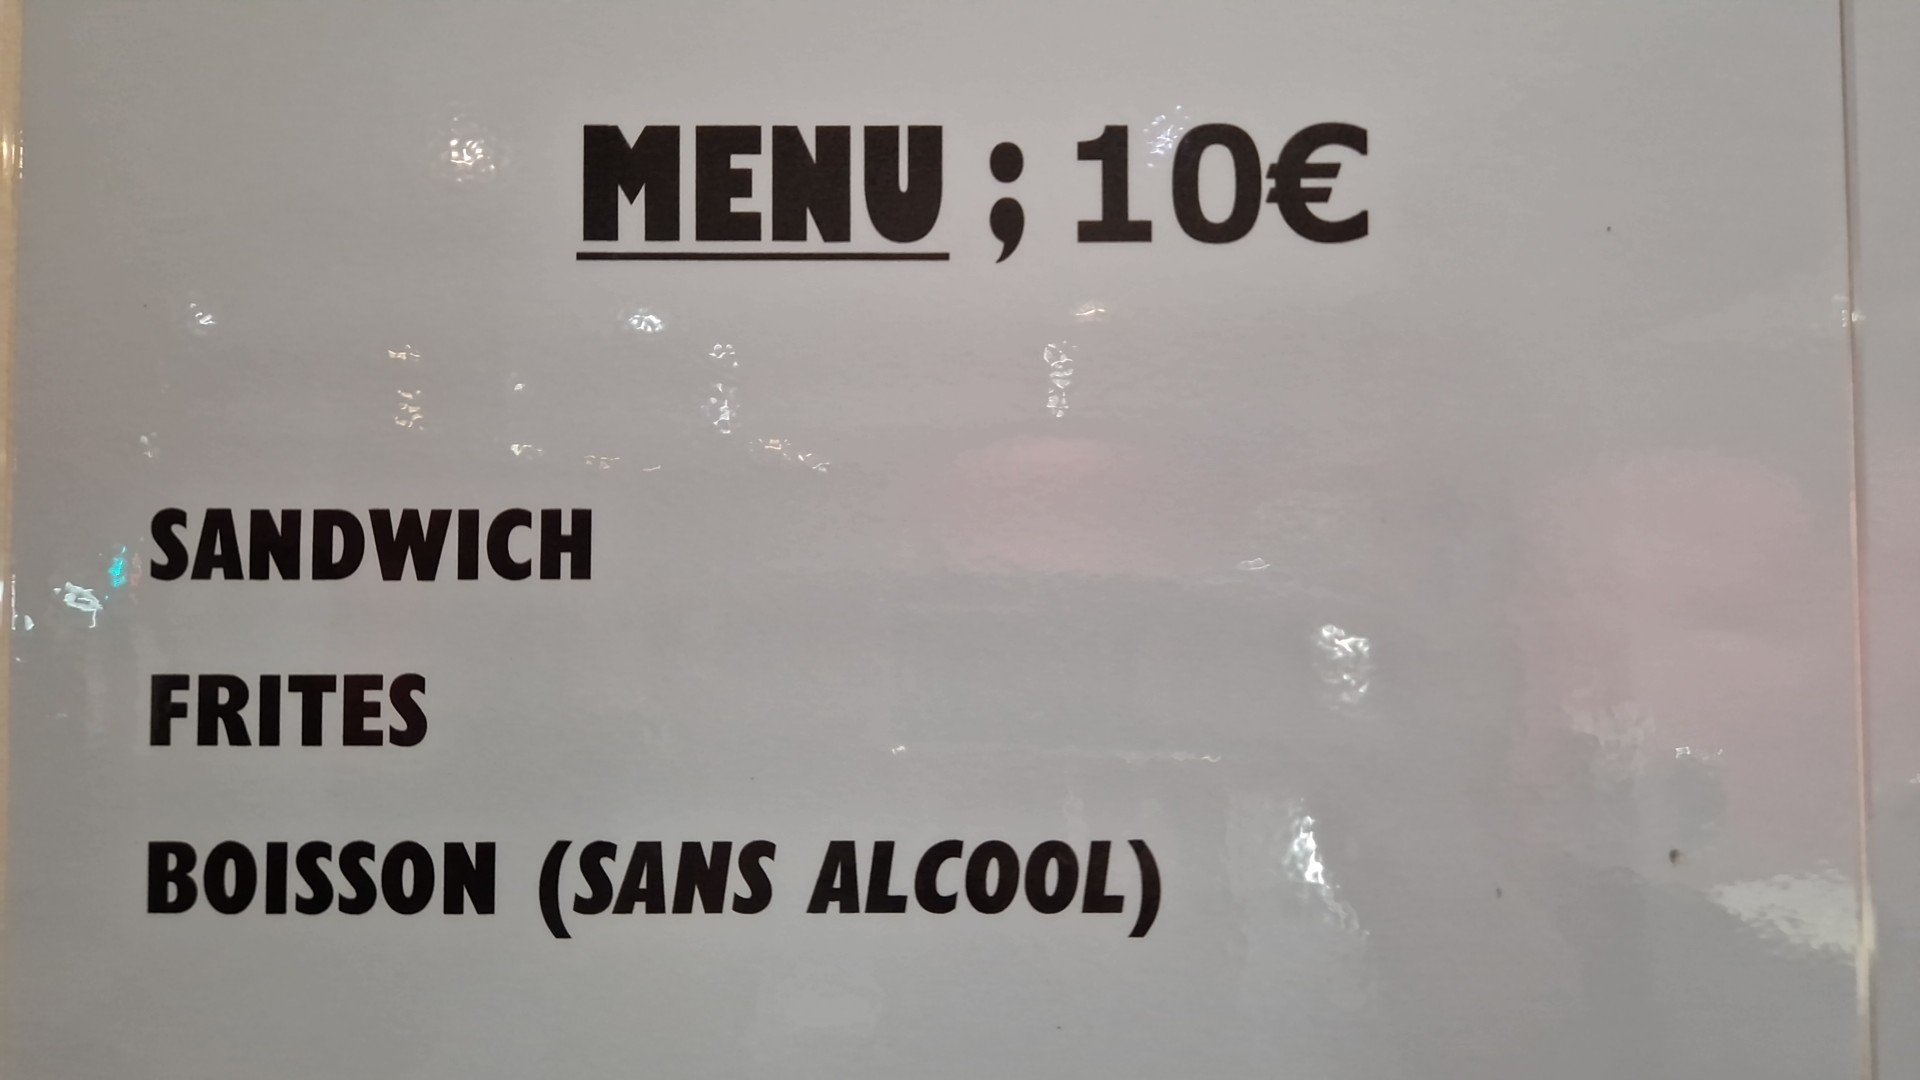 MENU ; 10€
SANDWICH
FRITES
BOISSON (SANS ALCOOL)